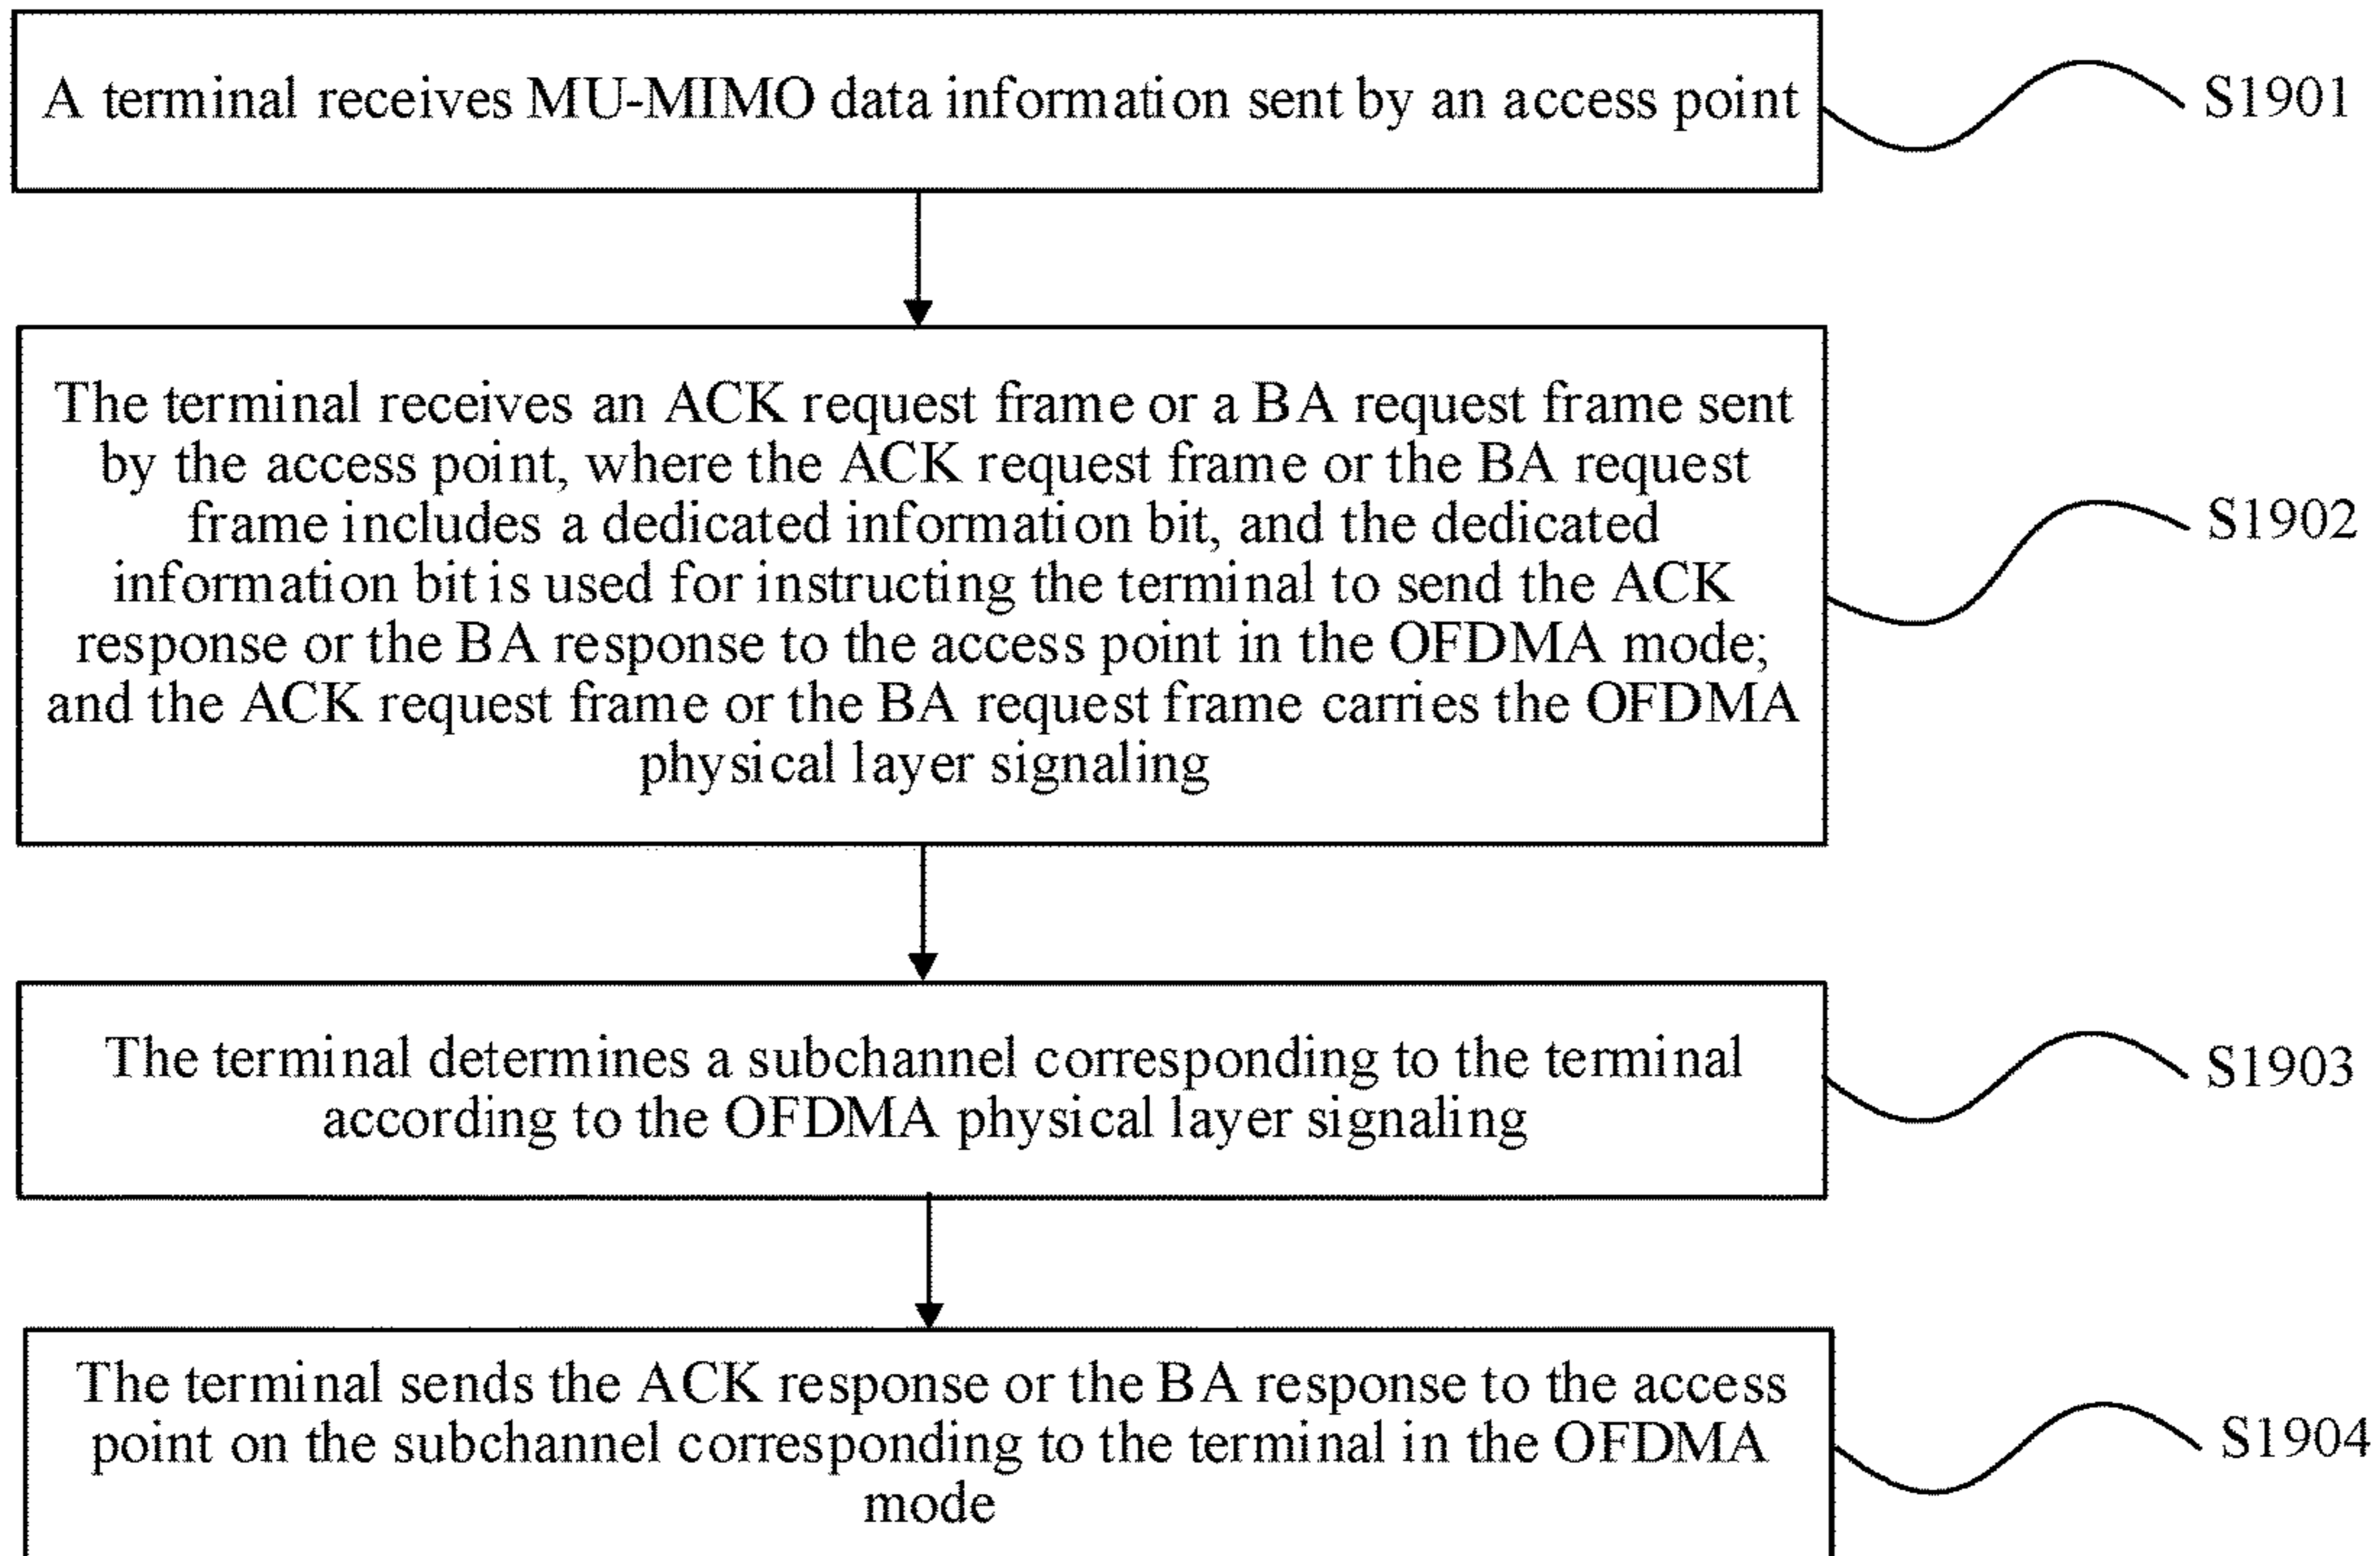 A terminal receives MU-MIMO data information sent by an access point
S1901
The terminal receives an ACK request frame or a BA request frame sent
by the access point, where the ACK request frame or the BA request
frame includes a dedicated information bit, and the dedicated
information bit is used for instructing the terminal to send the ACK
response or the BA response to the access point in the OFDMA mode;
and the ACK request frame or the BA request frame carries the OFDMA
physical layer signaling
S1902
The terminal determines a subchannel corresponding to the terminal
according to the OFDMA physical layer signaling
S1903
The terminal sends the ACK response or the BA response to the access
point on the subchannel corresponding to the terminal in the OFDMA
mode
S1904